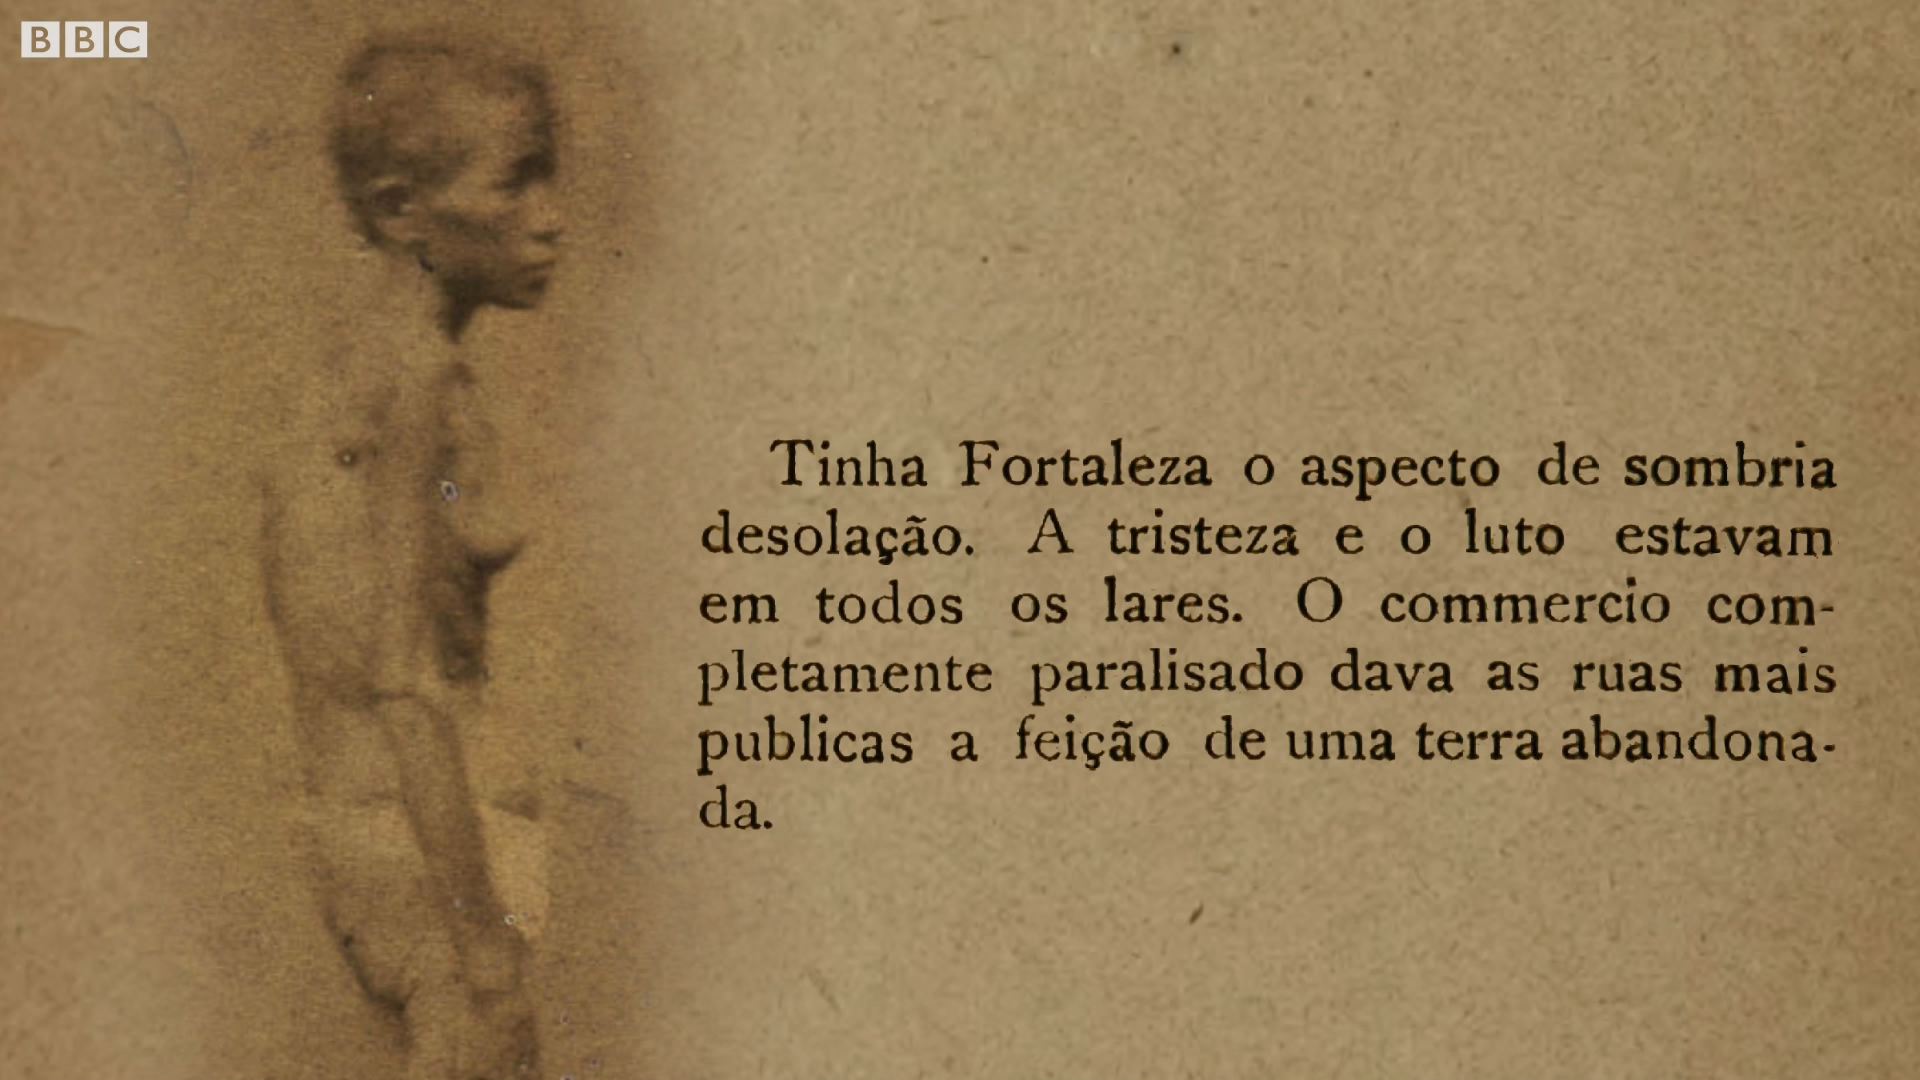 BBC
Tinha Fortaleza o aspecto de sombria
desolação. A tristeza e o luto estavam
em todos os lares. O commercio com-
pletamente paralisado dava as ruas mais
publicas a feição de uma terra abandona-
da.